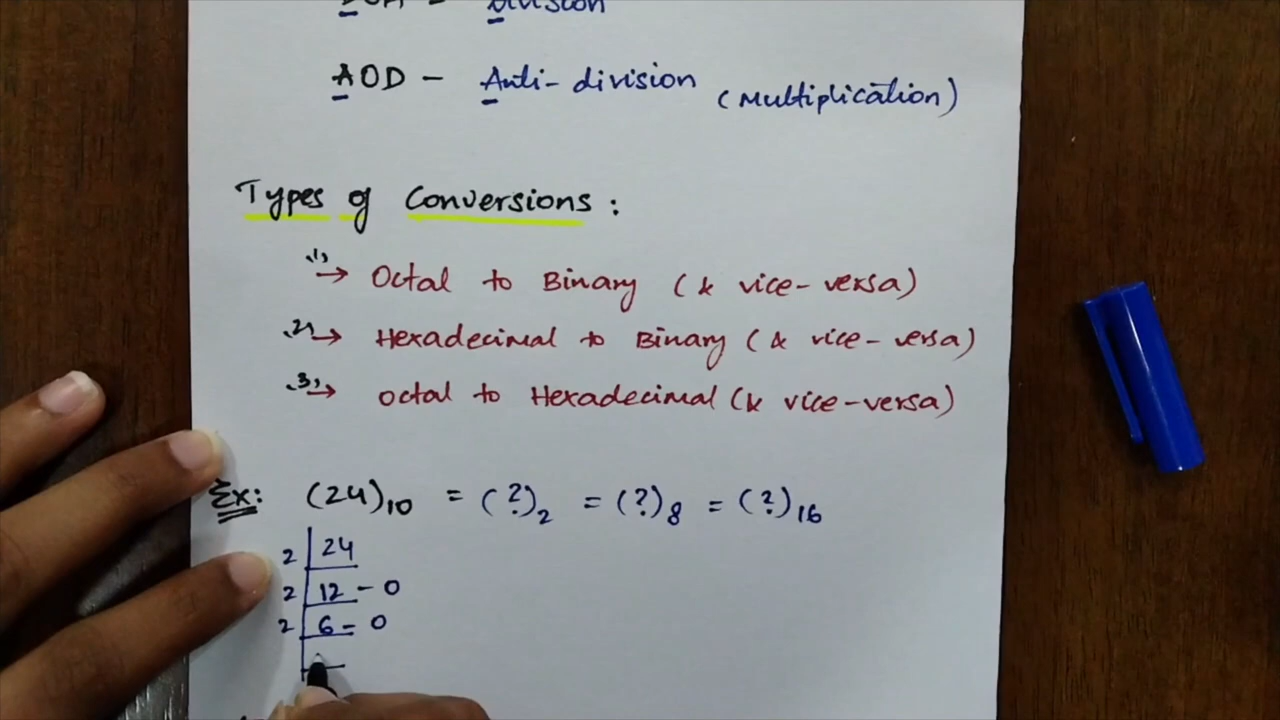 Division
AOD - Anti-division (Multiplication)
Types of Conversions :
1) → Octal to Binary (& vice-versa)
2) → Hexadecimal to Binary (& vice-versa)
3) → octal to Hexadecimal (& vice-versa)
Ex: (24)10 = (?)2 = (?)8 = (?)16
2 24
2 12 - 0
2 6 - 0